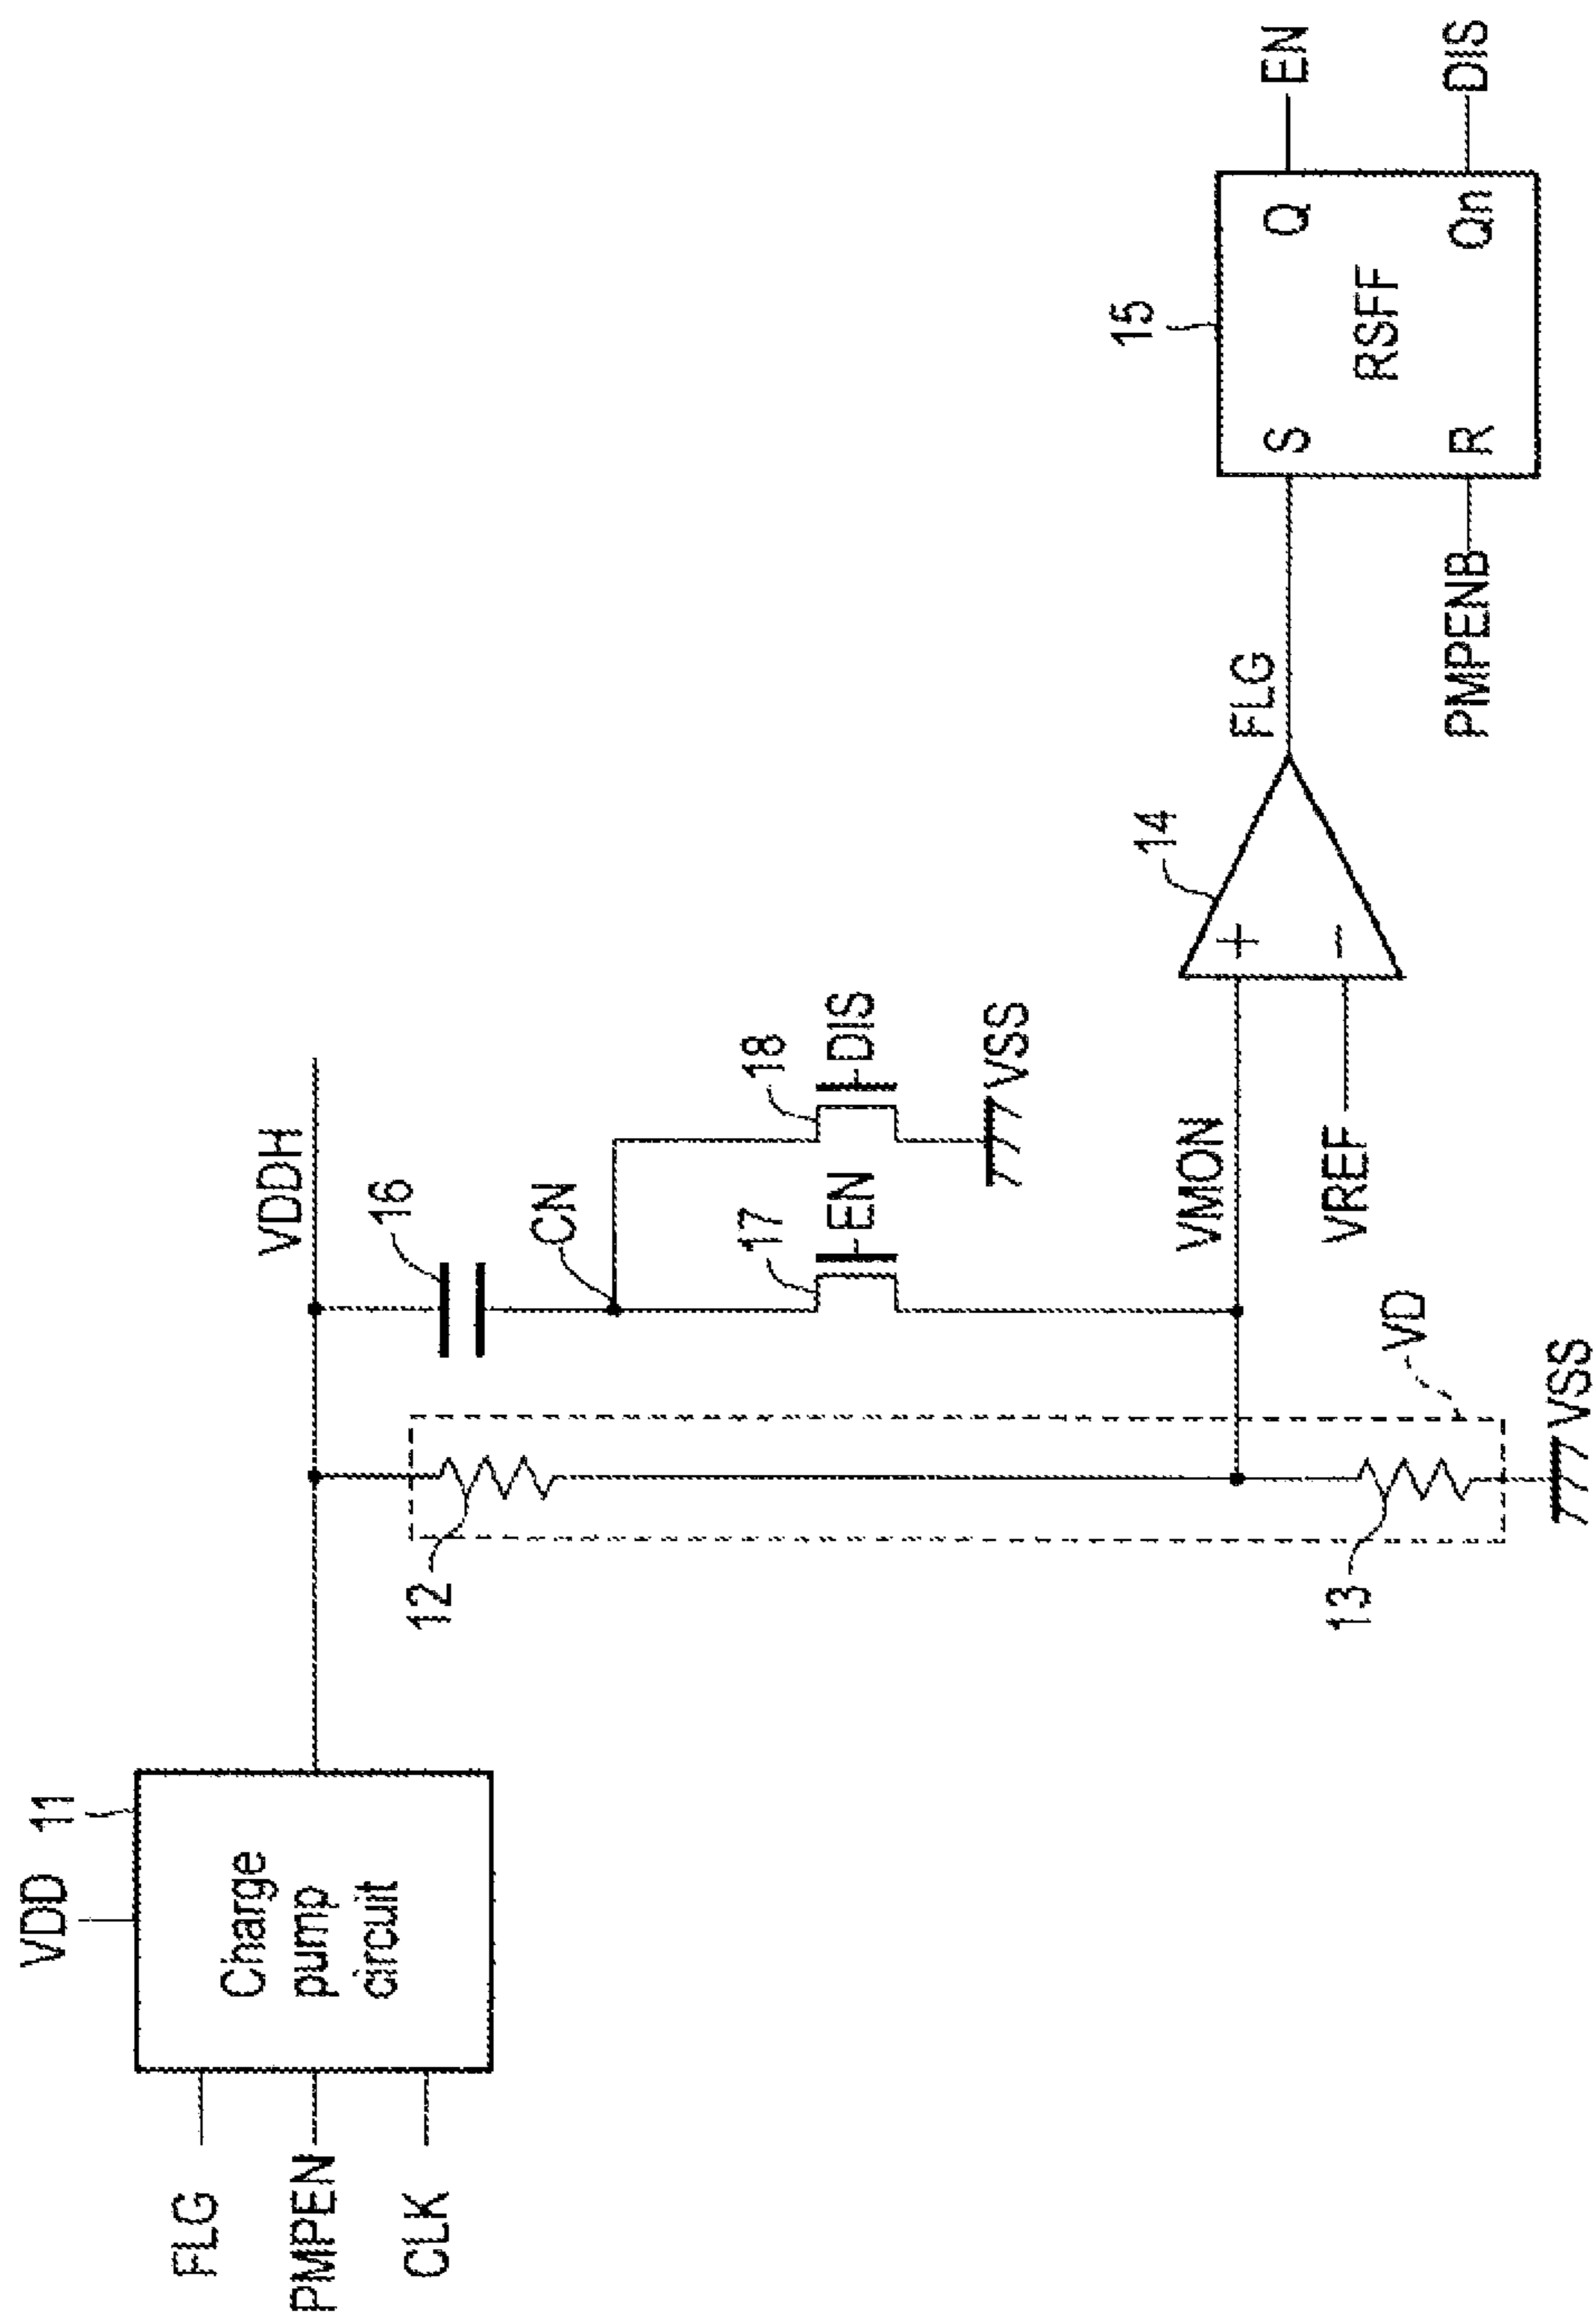 VDD
11
Charge
pump
circuit
FLG
PMPEN
CLK
VDDH
16
CN
12
17
EN
18
DIS
VSS
VMON
VREF
14
FLG
15
S
Q
EN
RSFF
R
Qn
DIS
PMPENB
VD
13
VSS